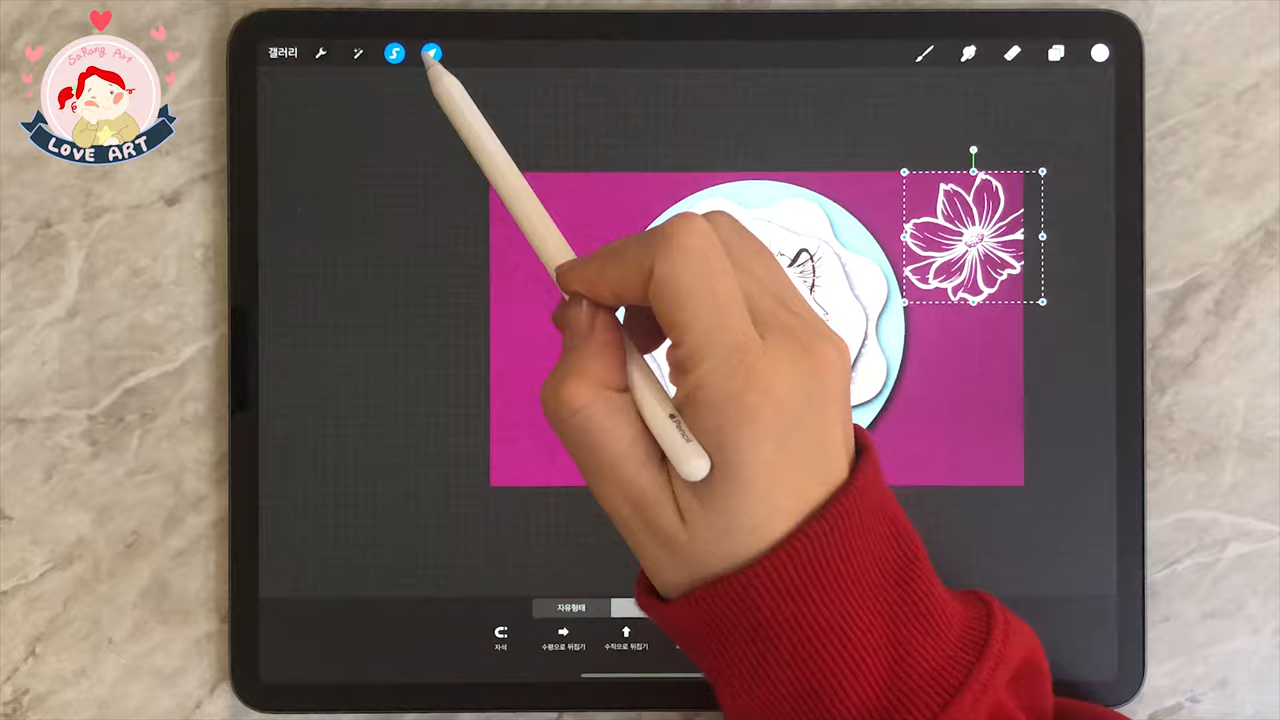 SaRang Art
LOVE ART
갤러리
S
Pencil
자유형태
자석
수평으로 뒤집기
수직으로 뒤집기